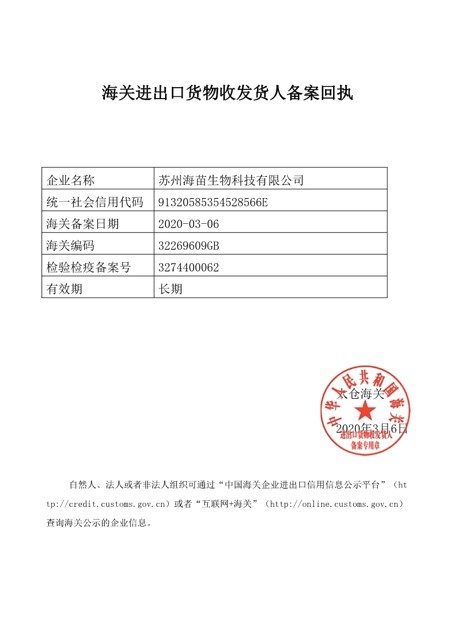 海关进出口货物收发货人备案回执
企业名称 苏州海苗生物科技有限公司
统一社会信用代码 91320585354528566E
海关备案日期 2020-03-06
海关编码 32269609GB
检验检疫备案号 3274400062
有效期 长期
中华人民共和国海关
太仓海关
2020年3月6日
进出口货物收发货人
备案专用章
自然人、法人或者非法人组织可通过“中国海关企业进出口信用信息公示平台”（ht
tp://credit.customs.gov.cn）或者“互联网+海关”（http://online.customs.gov.cn）
查询海关公示的企业信息。